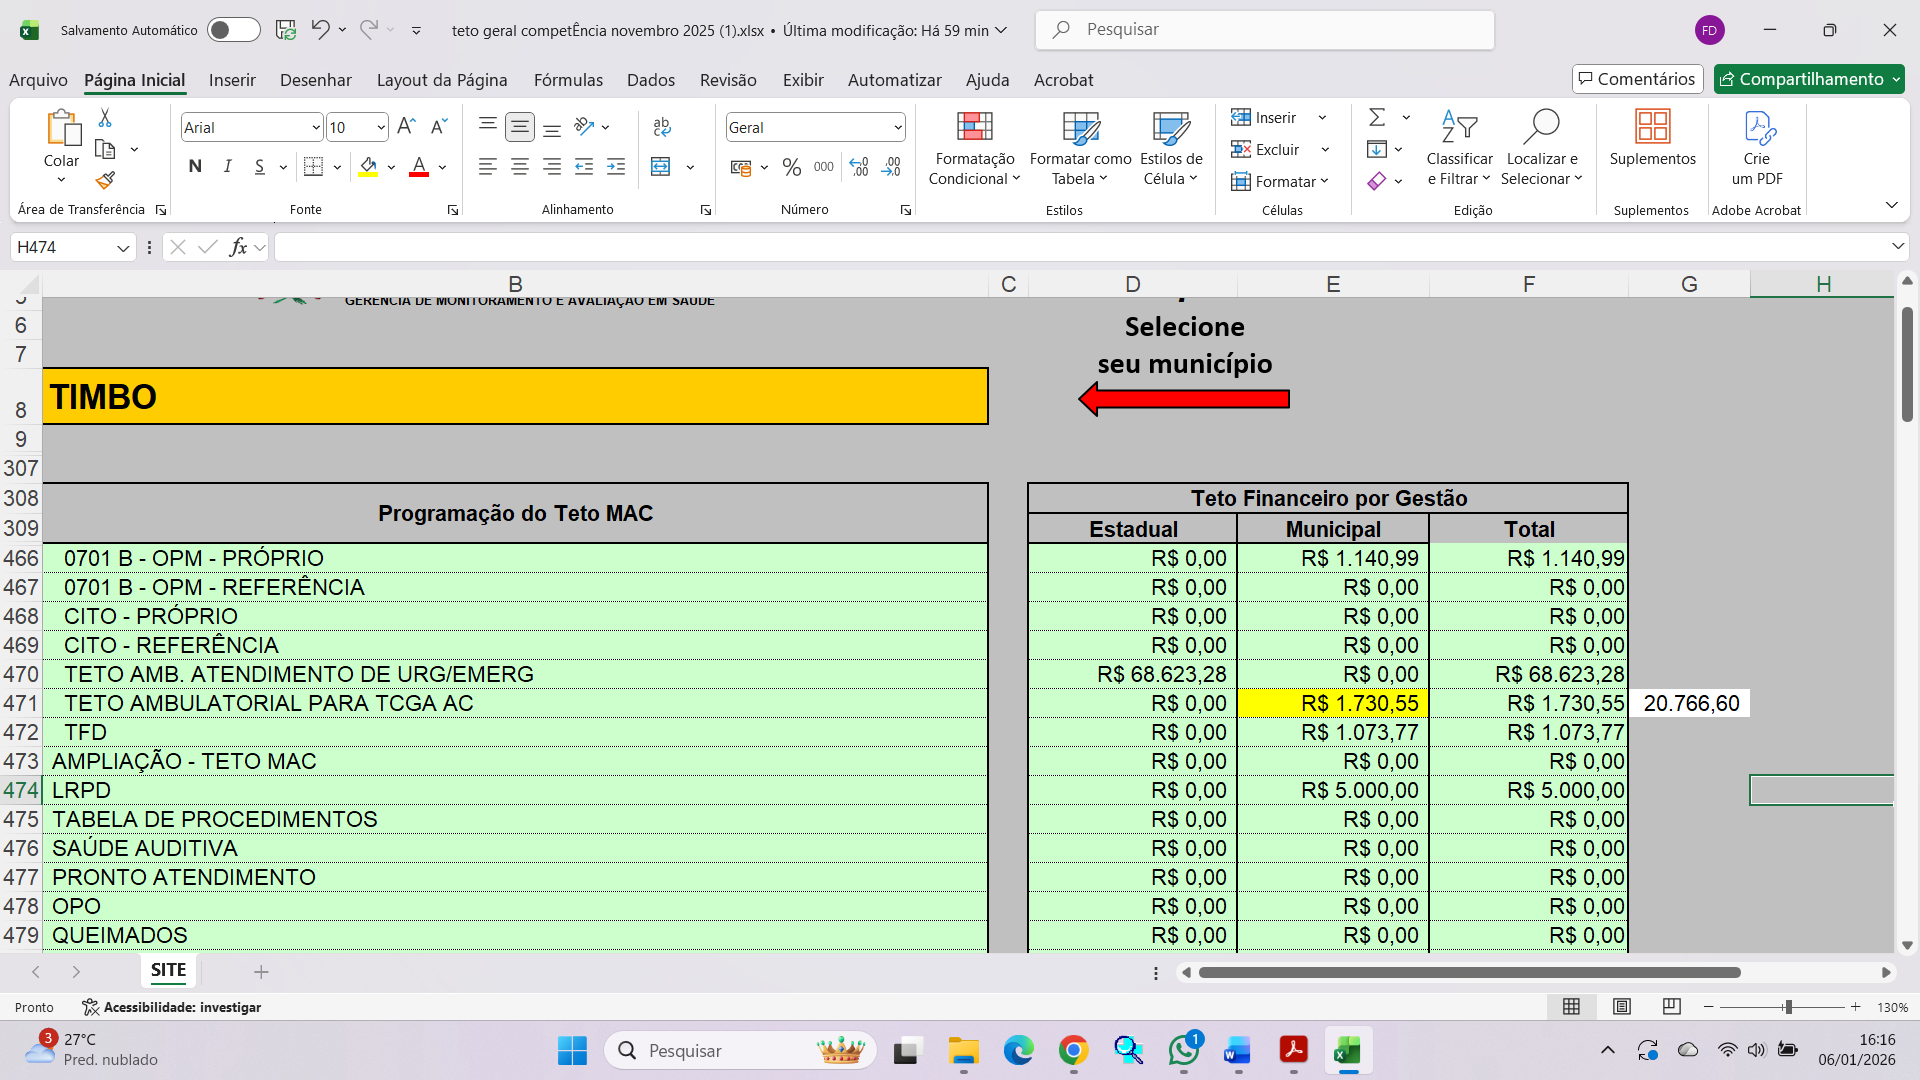 Salvamento Automático
teto geral competÊncia novembro 2025 (1).xlsx • Última modificação: Há 59 min
Pesquisar
FD
Arquivo Página Inicial Inserir Desenhar Layout da Página Fórmulas Dados Revisão Exibir Automatizar Ajuda Acrobat
Comentários
Compartilhamento
Colar
Área de Transferência
Arial 10
N I S
Fonte
Alinhamento
Geral
% 000
Número
Formatação Condicional
Formatar como Tabela
Estilos de Célula
Estilos
Inserir
Excluir
Formatar
Células
Classificar e Filtrar
Localizar e Selecionar
Edição
Suplementos
Suplementos
Crie um PDF
Adobe Acrobat
H474 fx
B C D E F G H
GERÊNCIA DE MONITORAMENTO E AVALIAÇÃO EM SAÚDE
6 Selecione
7 seu município
8 TIMBO
9
307
308 Programação do Teto MAC Teto Financeiro por Gestão
309 Estadual Municipal Total
466 0701 B - OPM - PRÓPRIO R$ 0,00 R$ 1.140,99 R$ 1.140,99
467 0701 B - OPM - REFERÊNCIA R$ 0,00 R$ 0,00 R$ 0,00
468 CITO - PRÓPRIO R$ 0,00 R$ 0,00 R$ 0,00
469 CITO - REFERÊNCIA R$ 0,00 R$ 0,00 R$ 0,00
470 TETO AMB. ATENDIMENTO DE URG/EMERG R$ 68.623,28 R$ 0,00 R$ 68.623,28
471 TETO AMBULATORIAL PARA TCGA AC R$ 0,00 R$ 1.730,55 R$ 1.730,55 20.766,60
472 TFD R$ 0,00 R$ 1.073,77 R$ 1.073,77
473 AMPLIAÇÃO - TETO MAC R$ 0,00 R$ 0,00 R$ 0,00
474 LRPD R$ 0,00 R$ 5.000,00 R$ 5.000,00
475 TABELA DE PROCEDIMENTOS R$ 0,00 R$ 0,00 R$ 0,00
476 SAÚDE AUDITIVA R$ 0,00 R$ 0,00 R$ 0,00
477 PRONTO ATENDIMENTO R$ 0,00 R$ 0,00 R$ 0,00
478 OPO R$ 0,00 R$ 0,00 R$ 0,00
479 QUEIMADOS R$ 0,00 R$ 0,00 R$ 0,00
SITE
Pronto Acessibilidade: investigar 130%
3 27°C
Pred. nublado
Pesquisar
1
16:16
06/01/2026